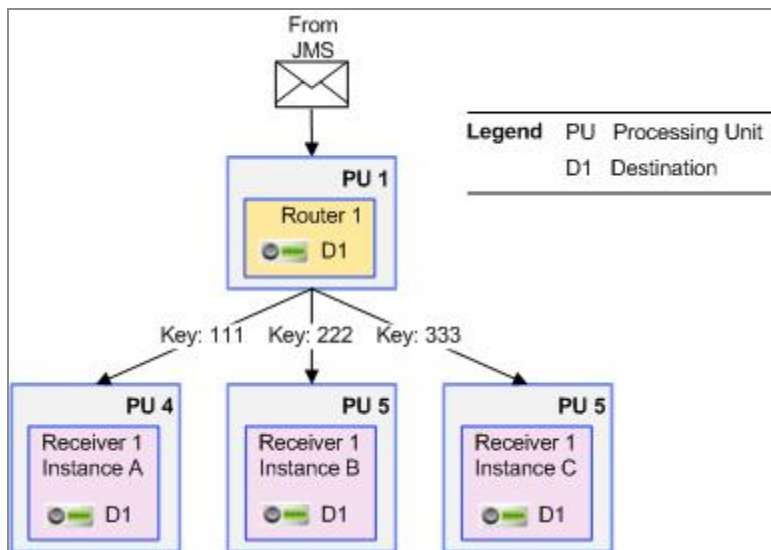 From
JMS
Legend PU Processing Unit
D1 Destination
PU 1
Router 1
D1
Key: 111 Key: 222 Key: 333
PU 4 PU 5 PU 5
Receiver 1 Receiver 1 Receiver 1
Instance A Instance B Instance C
D1 D1 D1